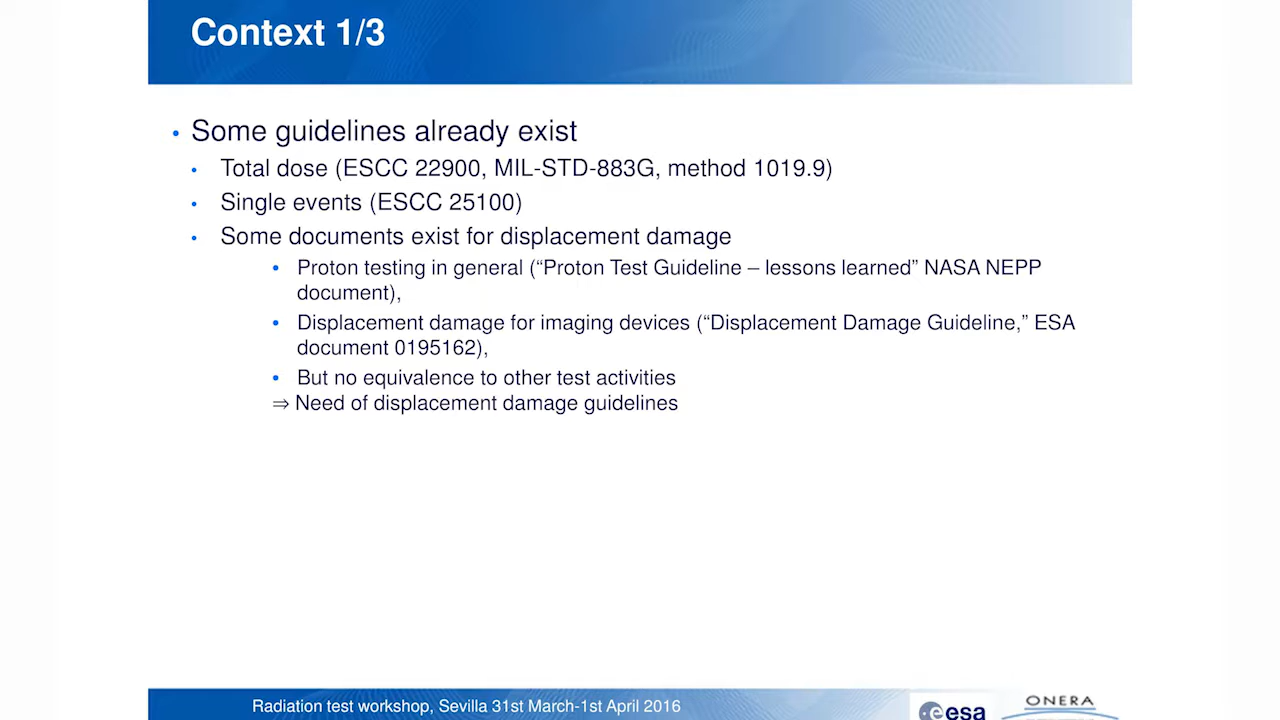 Context 1/3
• Some guidelines already exist
• Total dose (ESCC 22900, MIL-STD-883G, method 1019.9)
• Single events (ESCC 25100)
• Some documents exist for displacement damage
• Proton testing in general (“Proton Test Guideline – lessons learned” NASA NEPP
document),
• Displacement damage for imaging devices (“Displacement Damage Guideline,” ESA
document 0195162),
• But no equivalence to other test activities
⇒ Need of displacement damage guidelines
Radiation test workshop, Sevilla 31st March-1st April 2016
esa
ONERA